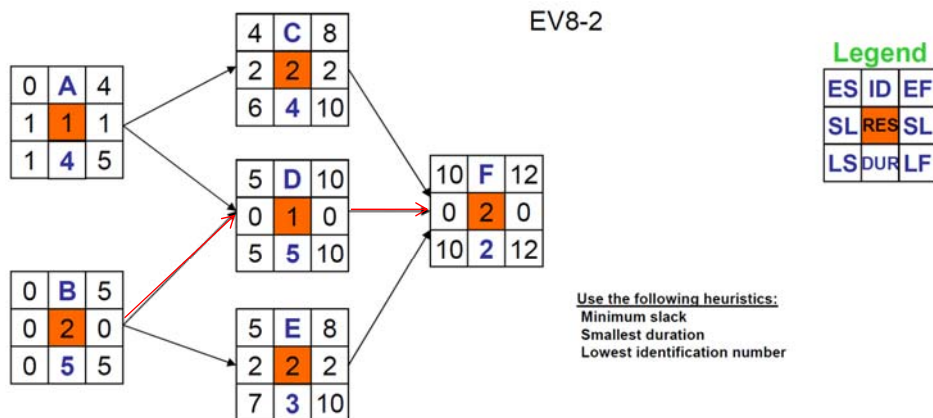 EV8-2
4 C 8
2 2 2
6 4 10
0 A 4
1 1 1
1 4 5
5 D 10
0 1 0
5 5 10
10 F 12
0 2 0
10 2 12
0 B 5
0 2 0
0 5 5
5 E 8
2 2 2
7 3 10
Legend
ES ID EF
SL RES SL
LS DUR LF
Use the following heuristics:
Minimum slack
Smallest duration
Lowest identification number